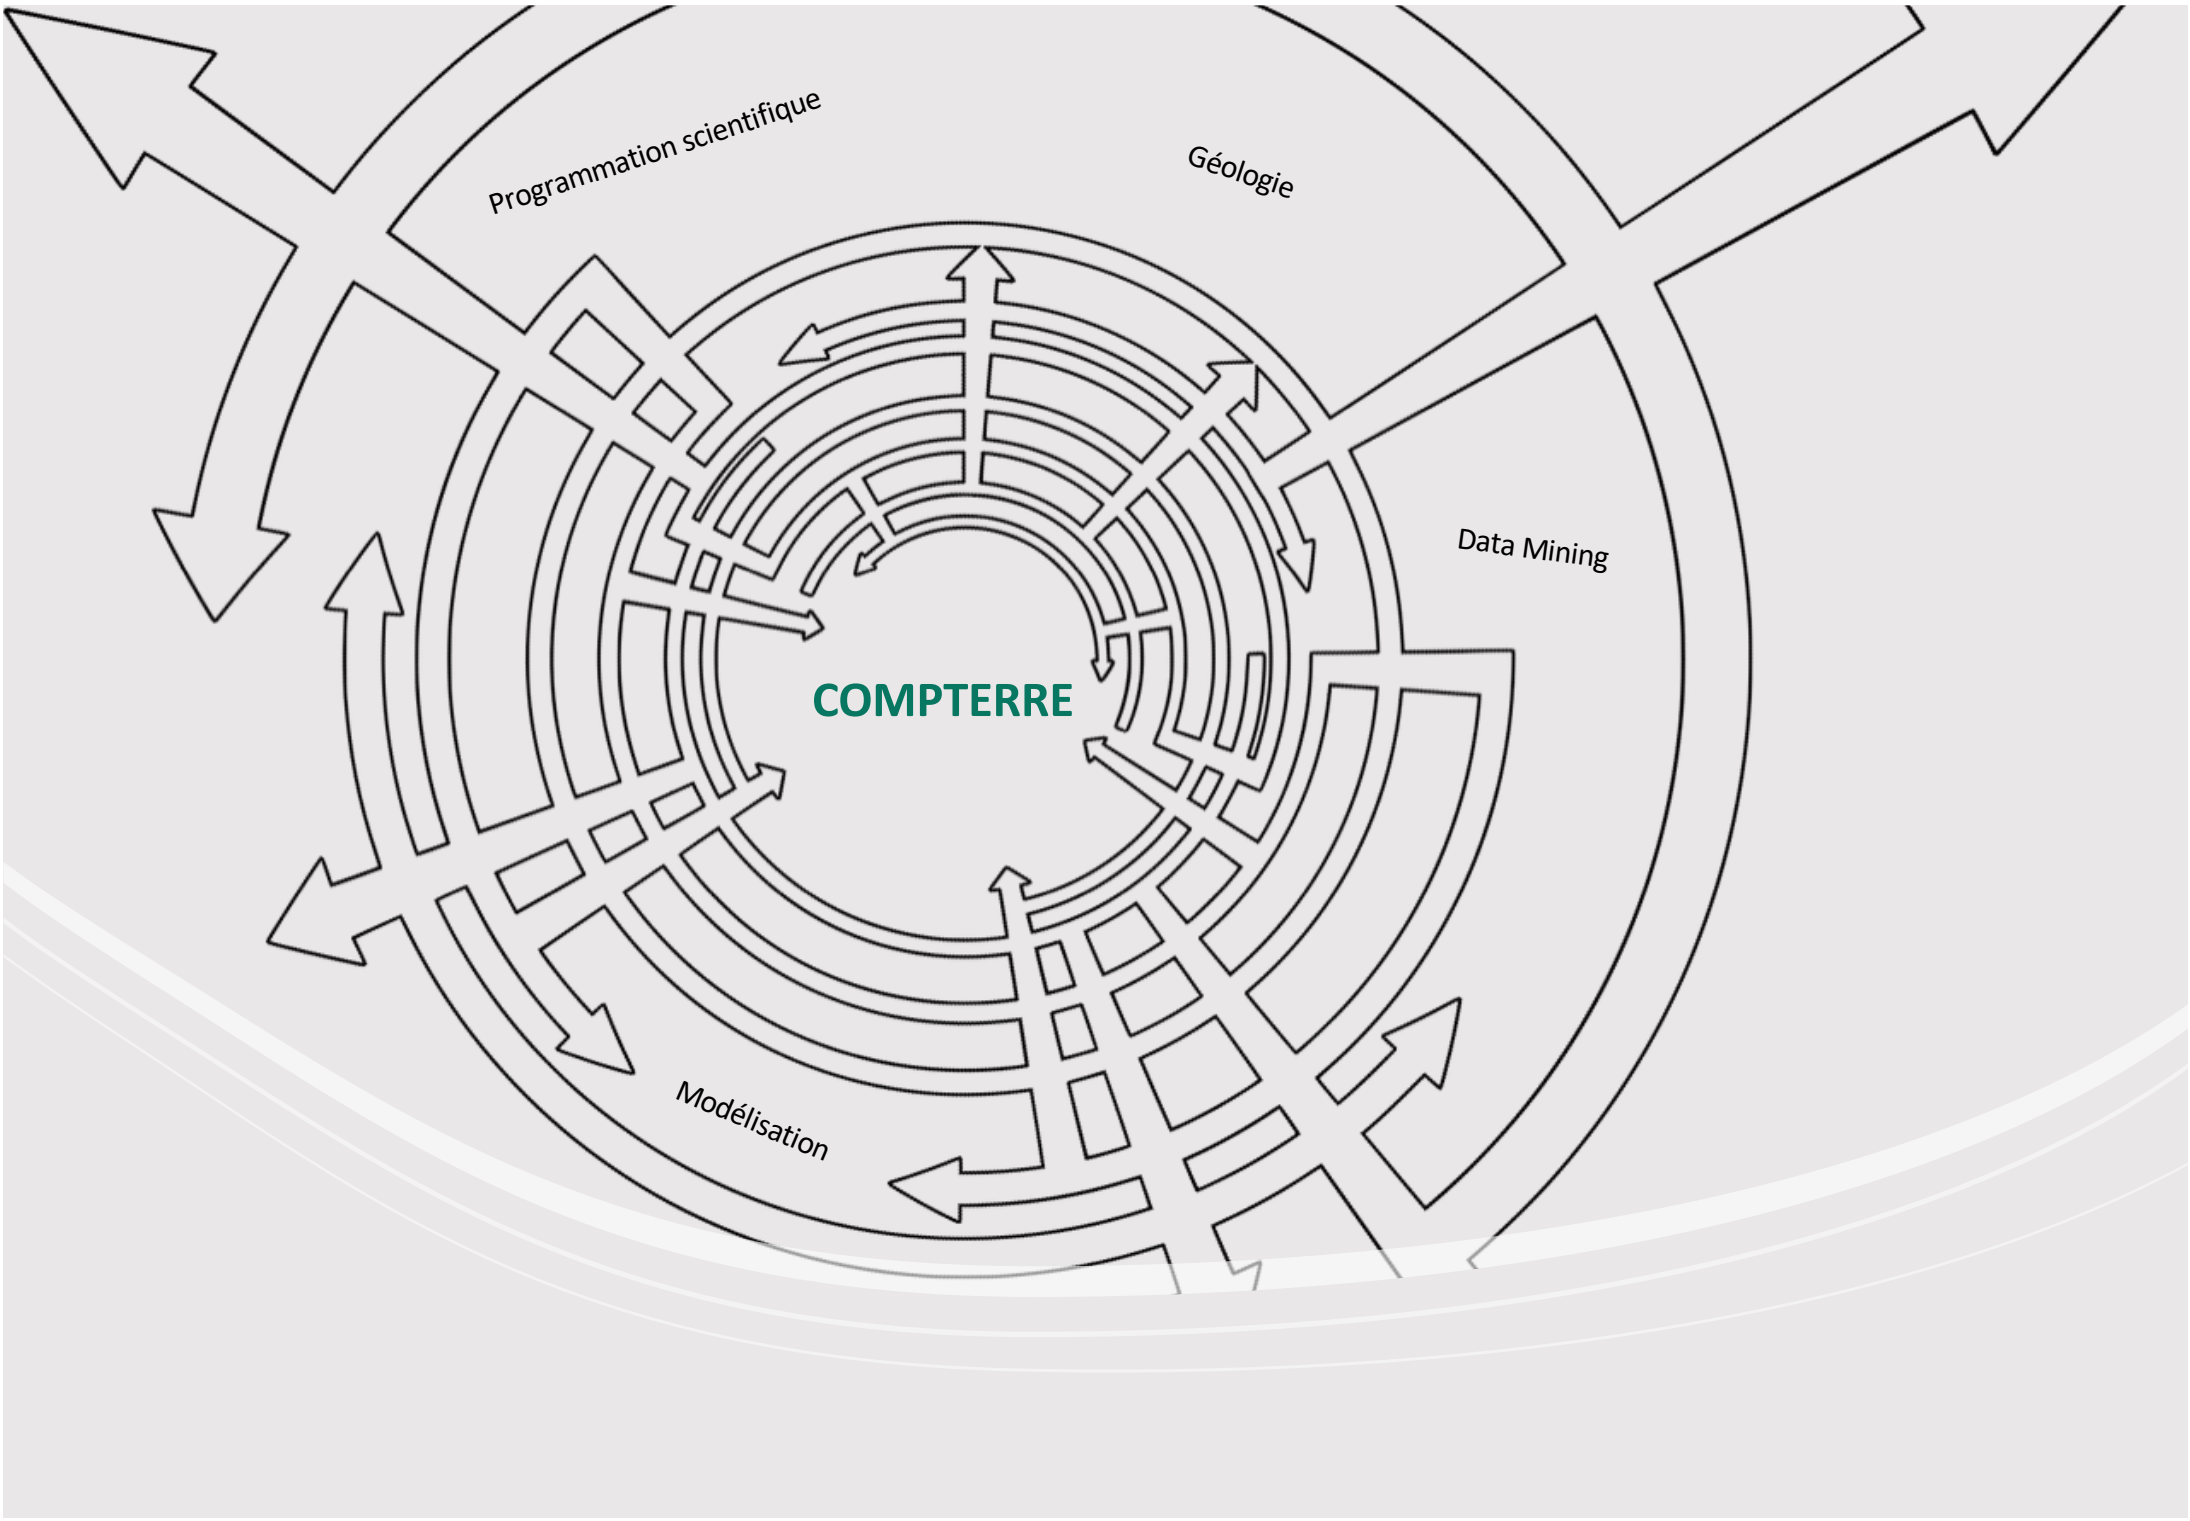 Programmation scientifique
Géologie
Data Mining
COMPTERRE
Modélisation